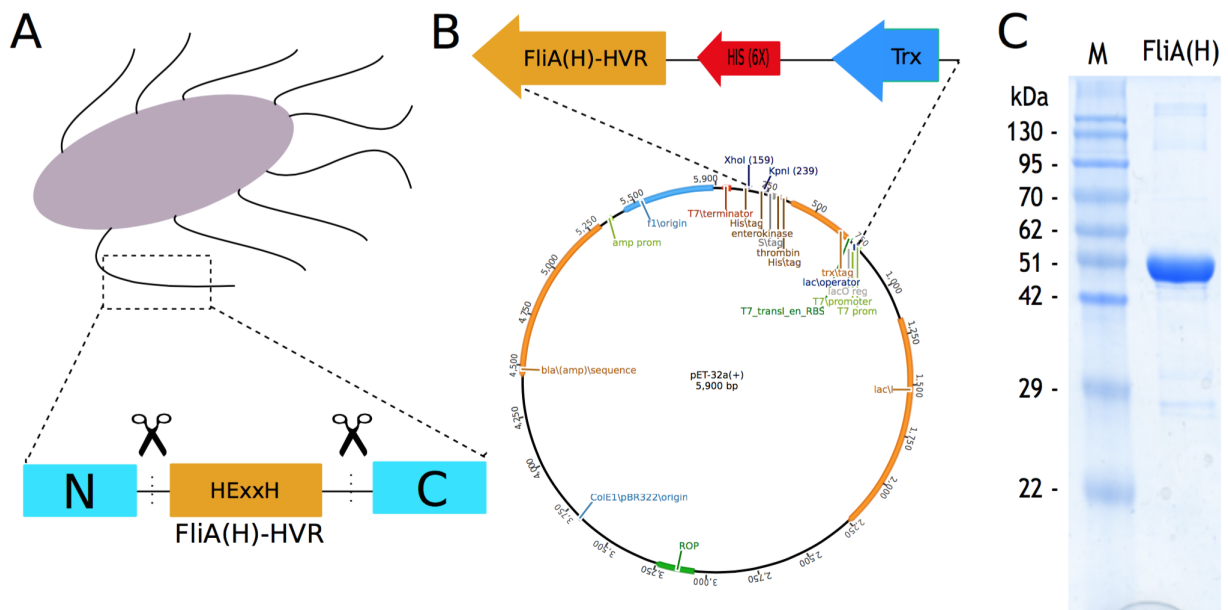 A
N
HExxH
C
FliA(H)-HVR
B
FliA(H)-HVR
HIS (6X)
Trx
XhoI (159)
KpnI (239)
5,900
250
500
750
1,000
1,250
1,500
1,750
2,000
2,250
2,500
2,750
3,000
3,250
3,500
3,750
4,000
4,250
4,500
4,750
5,000
5,250
5,500
f1\origin
amp prom
T7\terminator
His\tag
enterokinase
S\tag
thrombin
His\tag
trx\tag
lac\operator
lacO reg
T7\promoter
T7_transl_en_RBS
T7 prom
bla\(amp)\sequence
pET-32a(+)
5,900 bp
lac\I
ColE1\pBR322\origin
ROP
C
M
FliA(H)
kDa
130 -
95 -
70 -
62 -
51 -
42 -
29 -
22 -